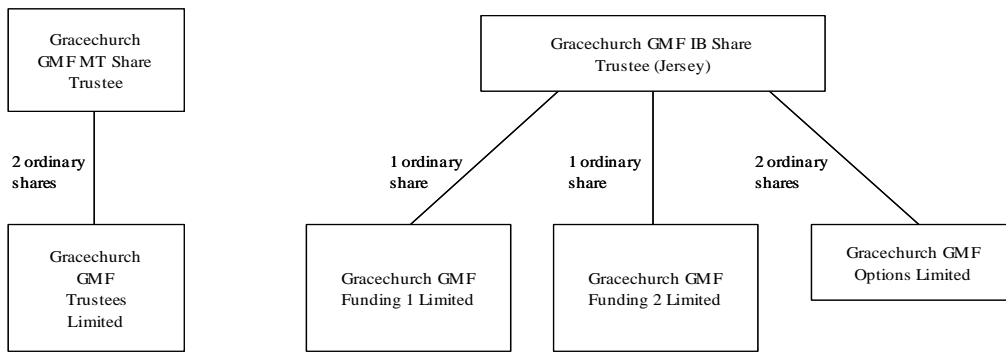 Gracechurch
GMF MT Share
Trustee
Gracechurch GMF IB Share
Trustee (Jersey)
2 ordinary
shares
1 ordinary
share
1 ordinary
share
2 ordinary
shares
Gracechurch
GMF
Trustees
Limited
Gracechurch GMF
Funding 1 Limited
Gracechurch GMF
Funding 2 Limited
Gracechurch GMF
Options Limited